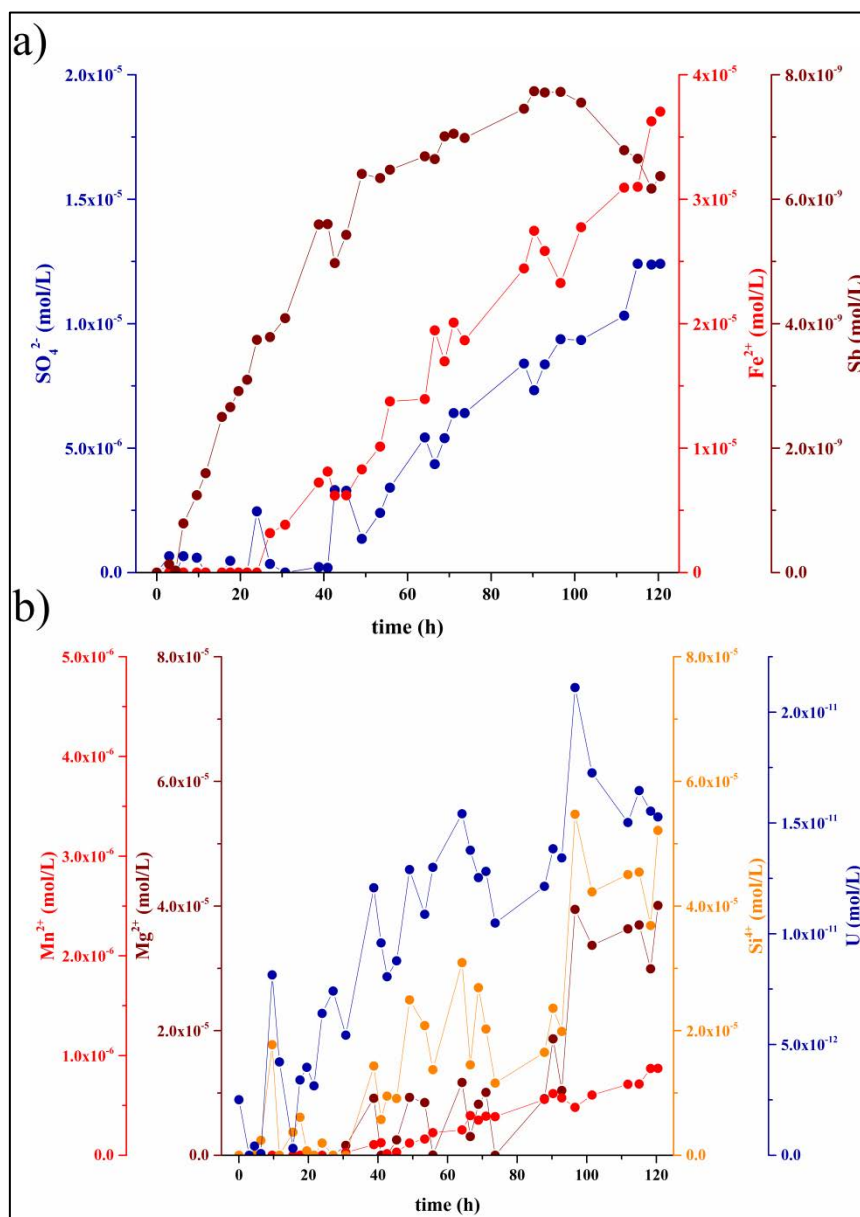 a)
2.0x10⁻⁵
1.5x10⁻⁵
1.0x10⁻⁵
5.0x10⁻⁶
0.0
SO₄²⁻ (mol/L)
4x10⁻⁵
3x10⁻⁵
2x10⁻⁵
1x10⁻⁵
0
Fe²⁺ (mol/L)
8.0x10⁻⁹
6.0x10⁻⁹
4.0x10⁻⁹
2.0x10⁻⁹
0.0
Sb (mol/L)
0 20 40 60 80 100 120
time (h)
b)
5.0x10⁻⁶
4.0x10⁻⁶
3.0x10⁻⁶
2.0x10⁻⁶
1.0x10⁻⁶
0.0
Mn²⁺ (mol/L)
8.0x10⁻⁵
6.0x10⁻⁵
4.0x10⁻⁵
2.0x10⁻⁵
0.0
Mg²⁺ (mol/L)
8.0x10⁻⁵
6.0x10⁻⁵
4.0x10⁻⁵
2.0x10⁻⁵
0.0
Si⁴⁺ (mol/L)
2.0x10⁻¹¹
1.5x10⁻¹¹
1.0x10⁻¹¹
5.0x10⁻¹²
0.0
U (mol/L)
0 20 40 60 80 100 120
time (h)